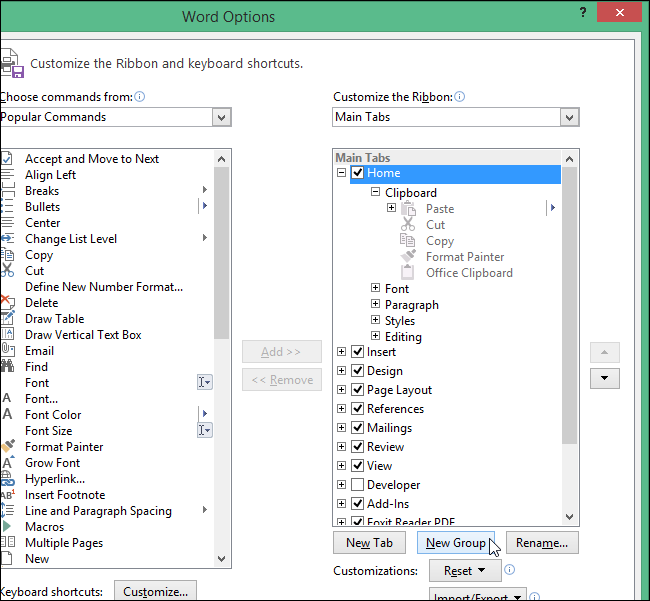 Word Options
?
Customize the Ribbon and keyboard shortcuts.
Choose commands from:
Popular Commands
Accept and Move to Next
Align Left
Breaks
Bullets
Center
Change List Level
Copy
Cut
Define New Number Format...
Delete
Draw Table
Draw Vertical Text Box
Email
Find
Font
Font...
Font Color
Font Size
Format Painter
Grow Font
Hyperlink...
Insert Footnote
Line and Paragraph Spacing
Macros
Multiple Pages
New
Keyboard shortcuts: Customize...
Add >>
<< Remove
Customize the Ribbon:
Main Tabs
Main Tabs
Home
Clipboard
Paste
Cut
Copy
Format Painter
Office Clipboard
Font
Paragraph
Styles
Editing
Insert
Design
Page Layout
References
Mailings
Review
View
Developer
Add-Ins
Foxit Reader PDF
New Tab New Group Rename...
Customizations: Reset
Import/Export